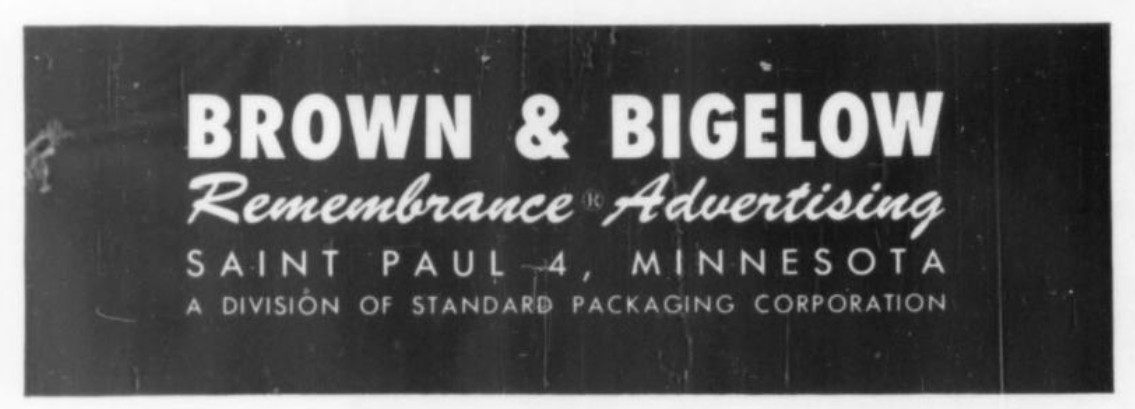 BROWN & BIGELOW
Remembrance ® Advertising
SAINT PAUL 4, MINNESOTA
A DIVISION OF STANDARD PACKAGING CORPORATION